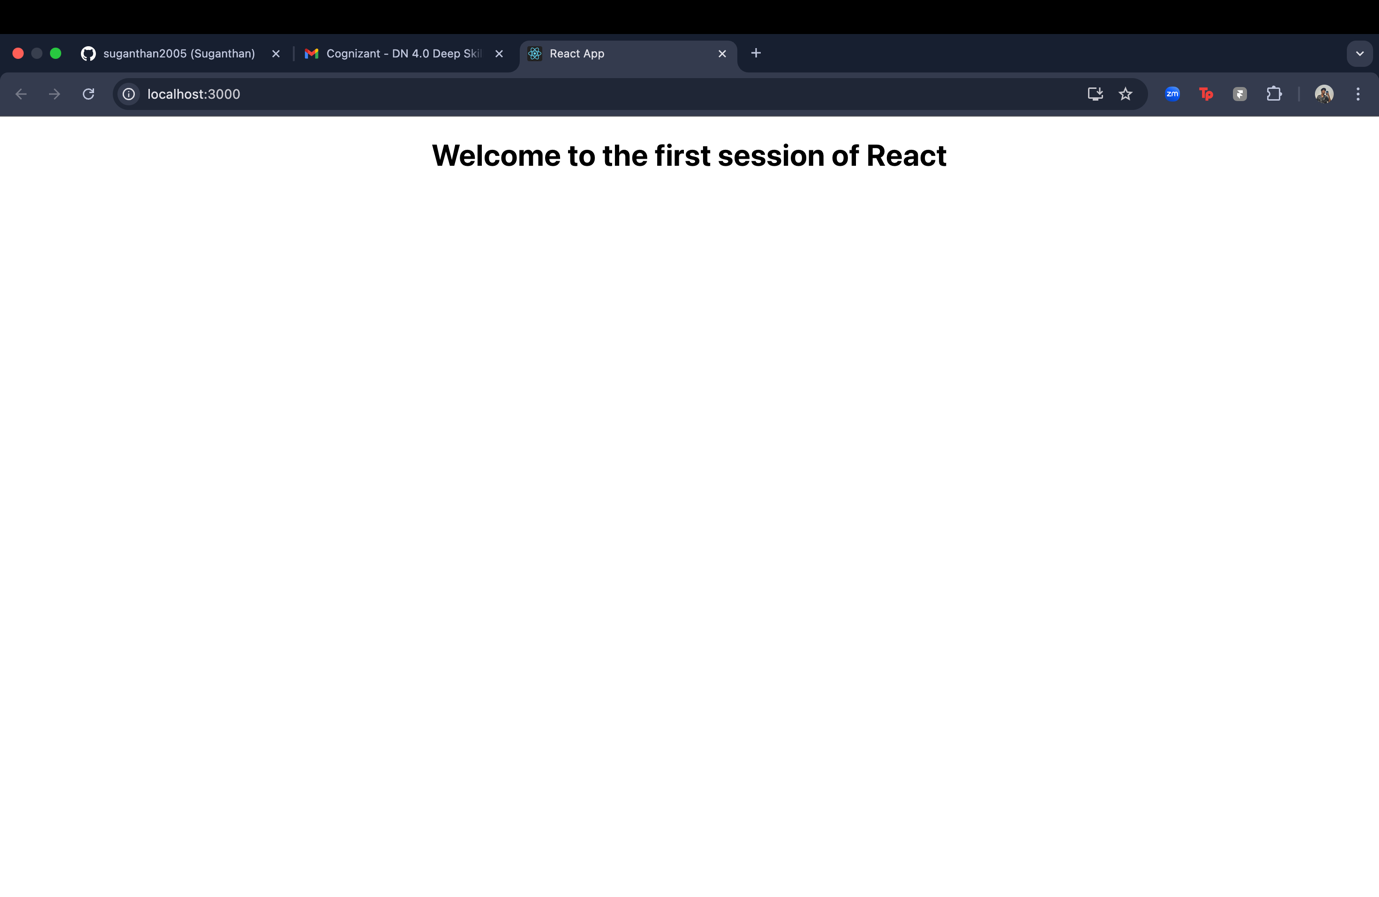 suganthan2005 (Suganthan)
Cognizant - DN 4.0 Deep Skil
React App
localhost:3000
zm
Tp
Welcome to the first session of React